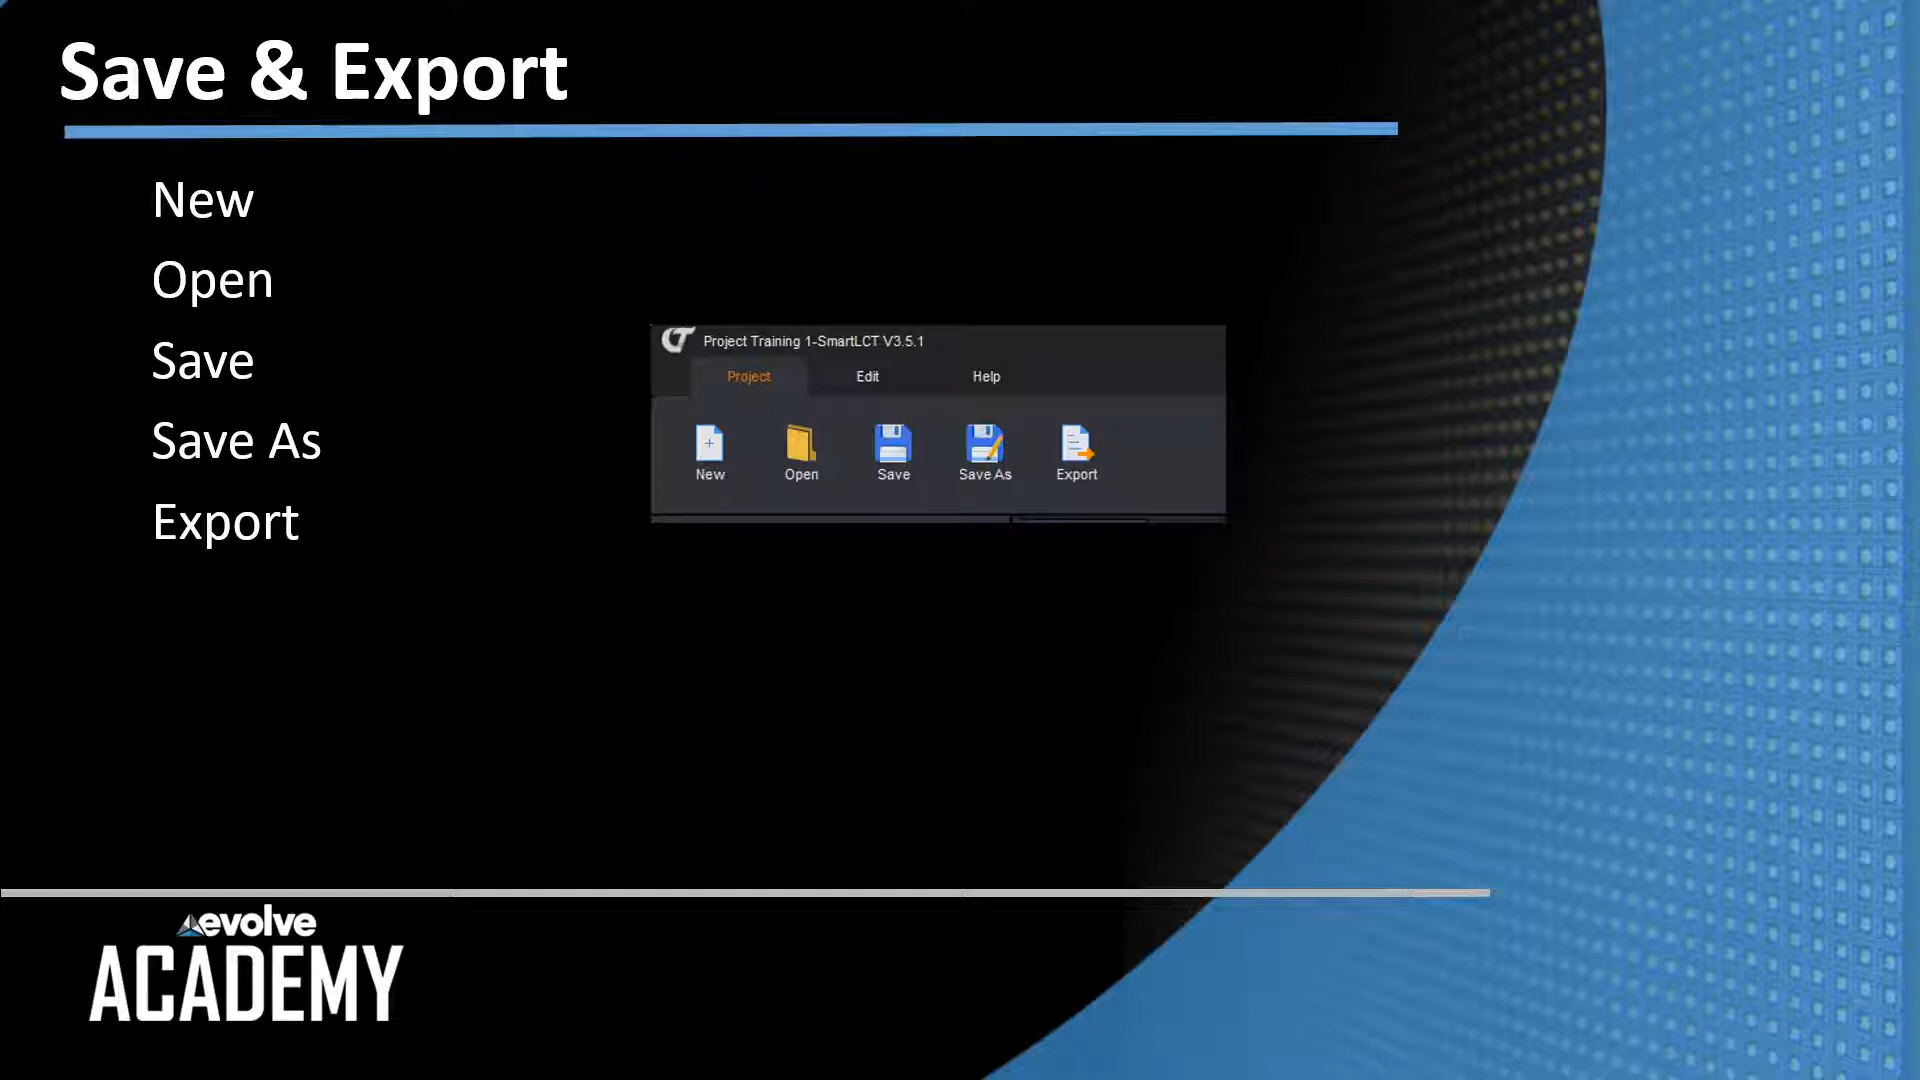 Save & Export
New
Open
Save
Save As
Export
Project Training 1-SmartLCT V3.5.1
Project Edit Help
New Open Save Save As Export
evolve
ACADEMY